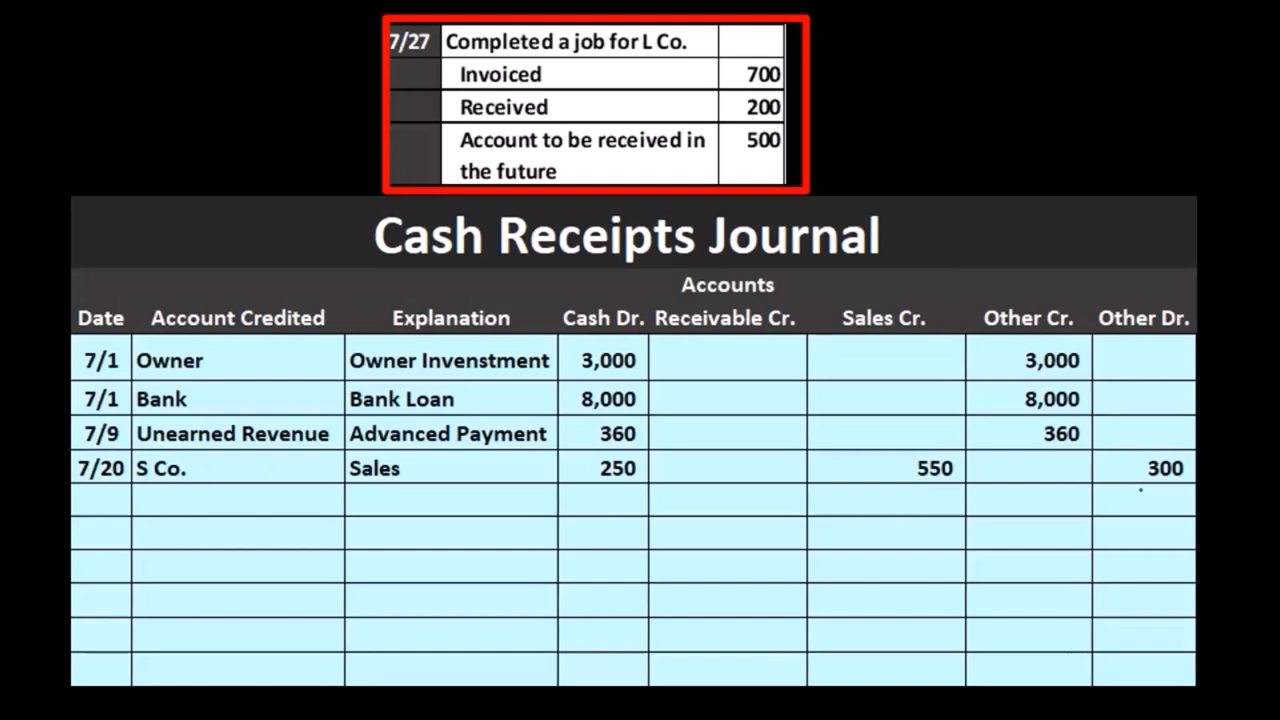 7/27 Completed a job for L Co.
Invoiced 700
Received 200
Account to be received in 500
the future
Cash Receipts Journal
Accounts
Date Account Credited Explanation Cash Dr. Receivable Cr. Sales Cr. Other Cr. Other Dr.
7/1 Owner Owner Invenstment 3,000 3,000
7/1 Bank Bank Loan 8,000 8,000
7/9 Unearned Revenue Advanced Payment 360 360
7/20 S Co. Sales 250 550 300